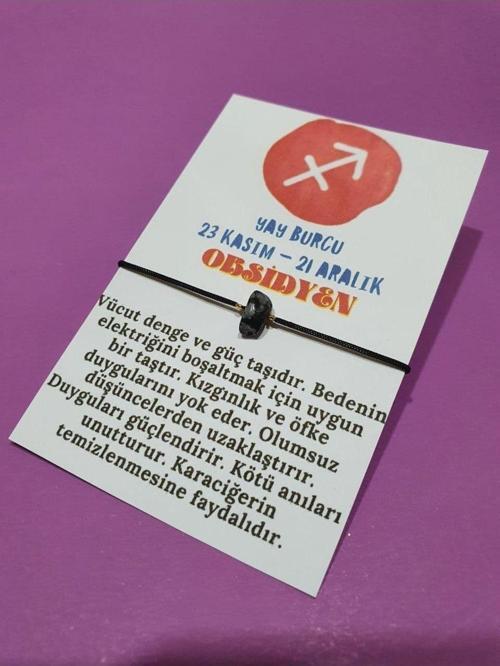 YAY BURCU
23 KASIM – 21 ARALIK
OBSİDYEN
Vücut denge ve güç taşıdır. Bedenin
elektriğini boşaltmak için uygun
bir taştır. Kızgınlık ve öfke
duygularını yok eder. Olumsuz
düşüncelerden uzaklaştırır.
Duyguları güçlendirir. Kötü anıları
unutturur. Karaciğerin
temizlenmesine faydalıdır.